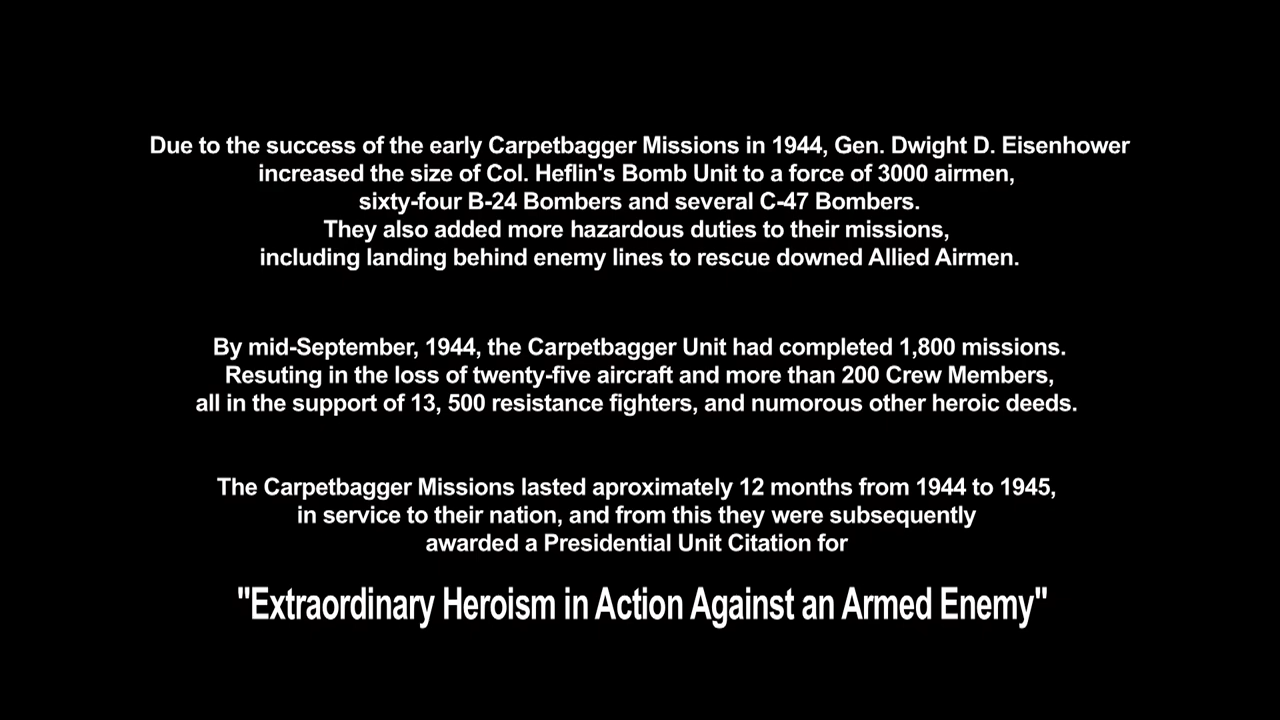 Due to the success of the early Carpetbagger Missions in 1944, Gen. Dwight D. Eisenhower
increased the size of Col. Heflin's Bomb Unit to a force of 3000 airmen,
sixty-four B-24 Bombers and several C-47 Bombers.
They also added more hazardous duties to their missions,
including landing behind enemy lines to rescue downed Allied Airmen.
By mid-September, 1944, the Carpetbagger Unit had completed 1,800 missions.
Resuting in the loss of twenty-five aircraft and more than 200 Crew Members,
all in the support of 13, 500 resistance fighters, and numorous other heroic deeds.
The Carpetbagger Missions lasted aproximately 12 months from 1944 to 1945,
in service to their nation, and from this they were subsequently
awarded a Presidential Unit Citation for
"Extraordinary Heroism in Action Against an Armed Enemy"